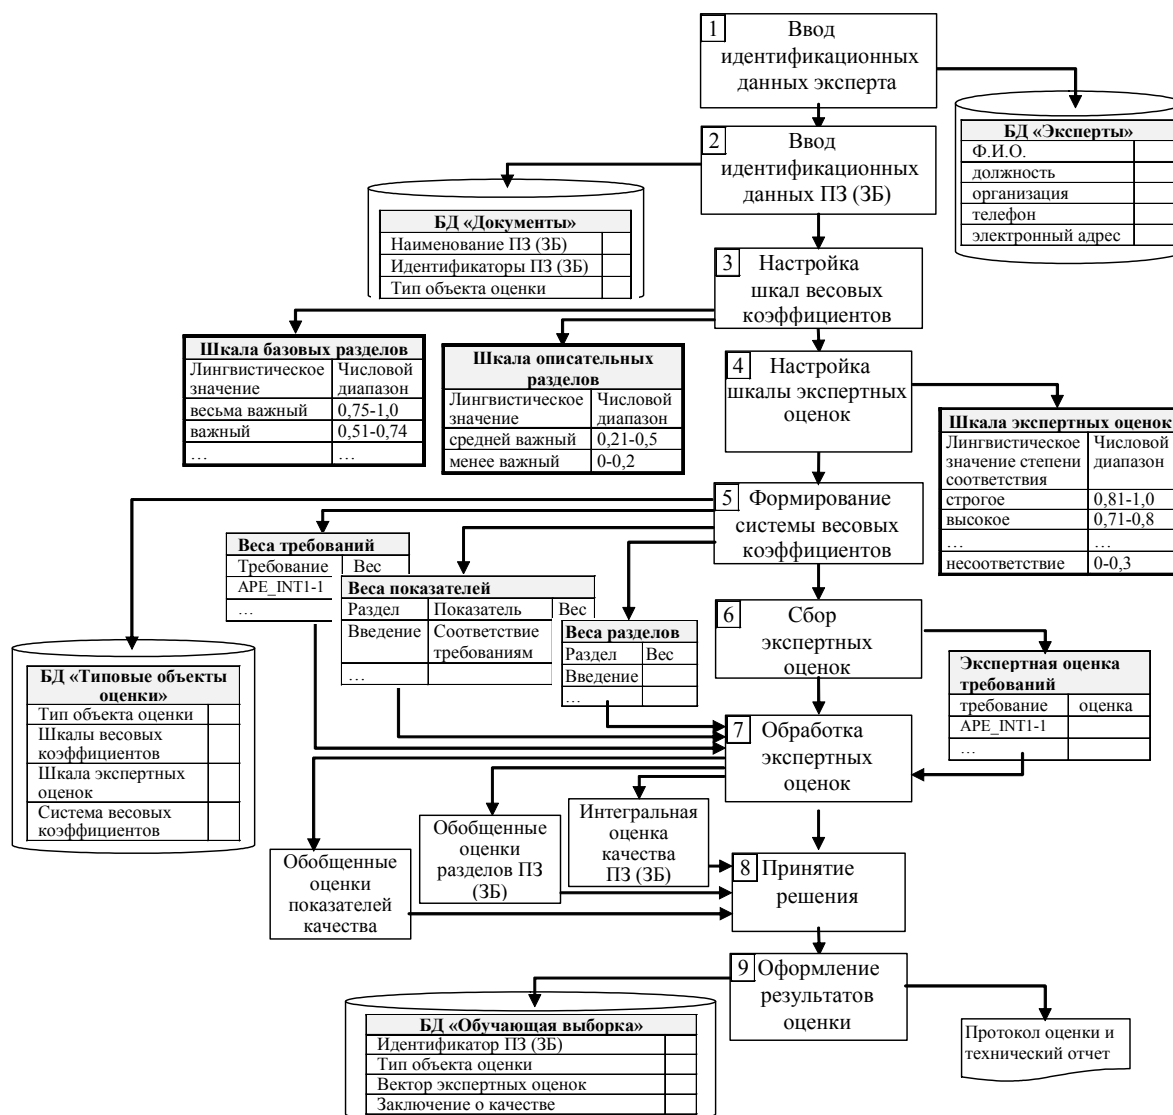 1 Ввод
идентификационных
данных эксперта
БД «Эксперты»
Ф.И.О.
должность
организация
телефон
электронный адрес
2 Ввод
идентификационных
данных ПЗ (ЗБ)
БД «Документы»
Наименование ПЗ (ЗБ)
Идентификаторы ПЗ (ЗБ)
Тип объекта оценки
3 Настройка
шкал весовых
коэффициентов
Шкала базовых разделов
Лингвистическое значение Числовой диапазон
весьма важный 0,75-1,0
важный 0,51-0,74
… …
Шкала описательных
разделов
Лингвистическое значение Числовой диапазон
средней важный 0,21-0,5
менее важный 0-0,2
4 Настройка
шкалы экспертных
оценок
Шкала экспертных оценок
Лингвистическое значение степени соответствия Числовой диапазон
строгое 0,81-1,0
высокое 0,71-0,8
… …
несоответствие 0-0,3
5 Формирование
системы весовых
коэффициентов
Веса требований
Требование Вес
APE_INT1-1
…
Веса показателей
Раздел Показатель Вес
Введение Соответствие требованиям
…
Веса разделов
Раздел Вес
Введение
…
БД «Типовые объекты
оценки»
Тип объекта оценки
Шкалы весовых
коэффициентов
Шкала экспертных
оценок
Система весовых
коэффициентов
6 Сбор
экспертных
оценок
Экспертная оценка
требований
требование оценка
APE_INT1-1
…
7 Обработка
экспертных
оценок
Обобщенные
оценки
показателей
качества
Обобщенные
оценки
разделов ПЗ
(ЗБ)
Интегральная
оценка
качества
ПЗ (ЗБ)
8 Принятие
решения
9 Оформление
результатов
оценки
БД «Обучающая выборка»
Идентификатор ПЗ (ЗБ)
Тип объекта оценки
Вектор экспертных оценок
Заключение о качестве
Протокол оценки и
технический отчет